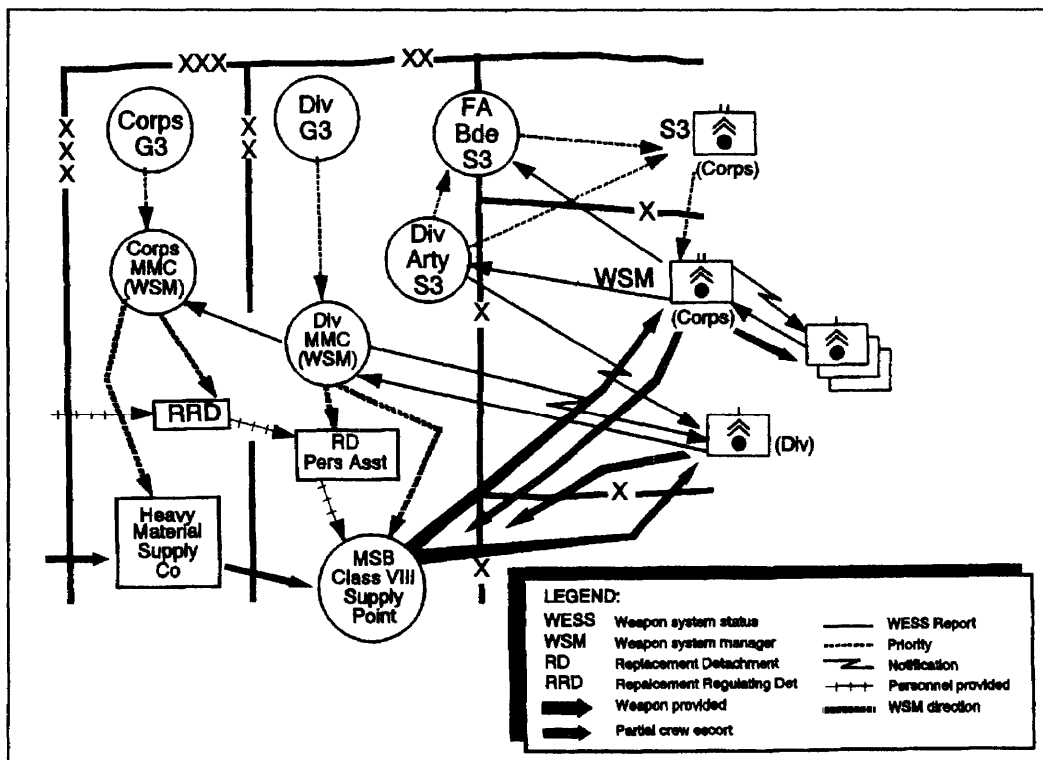 XXX
XX
X
X
X
X
X
Corps
G3
Div
G3
FA
Bde
S3
S3
(Corps)
X
Div
Arty
S3
Corps
MMC
(WSM)
WSM
(Corps)
X
Div
MMC
(WSM)
RRD
RD
Pers Asst
(Div)
X
Heavy
Material
Supply
Co
MSB
Class VIII
Supply
Point
X
LEGEND:
WESS Weapon system status
WSM Weapon system manager
RD Replacement Detachment
RRD Repalcement Regulating Det
Weapon provided
Partial crew escort
WESS Report
Priority
Notification
Personnel provided
WSM direction